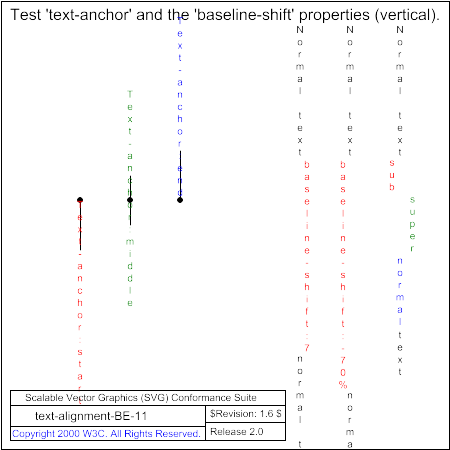 Test 'text-anchor' and the 'baseline-shift' properties (vertical).
Text-anchor: end
Text-anchor: middle
Text-anchor: star
Normal text baseline-shift: 7 normal t
Normal text baseline-shift: -70% norma
Normal text sub super normal text
Scalable Vector Graphics (SVG) Conformance Suite
text-alignment-BE-11
$Revision: 1.6 $
Copyright 2000 W3C. All Rights Reserved.
Release 2.0